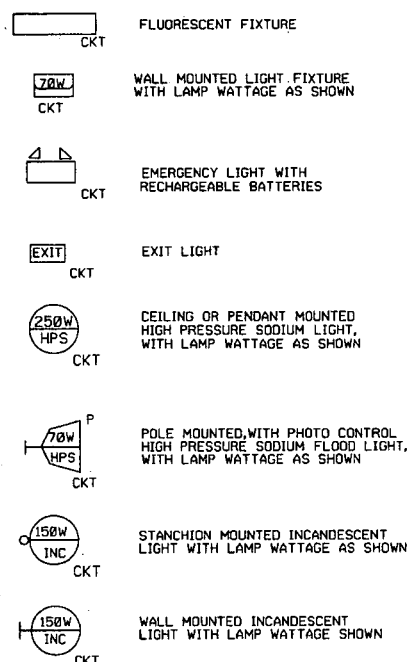 FLUORESCENT FIXTURE
CKT
70W
WALL MOUNTED LIGHT FIXTURE
WITH LAMP WATTAGE AS SHOWN
CKT
EMERGENCY LIGHT WITH
RECHARGEABLE BATTERIES
CKT
EXIT
EXIT LIGHT
CKT
250W
HPS
CEILING OR PENDANT MOUNTED
HIGH PRESSURE SODIUM LIGHT,
WITH LAMP WATTAGE AS SHOWN
CKT
P
70W
HPS
POLE MOUNTED,WITH PHOTO CONTROL
HIGH PRESSURE SODIUM FLOOD LIGHT,
WITH LAMP WATTAGE AS SHOWN
CKT
150W
INC
STANCHION MOUNTED INCANDESCENT
LIGHT WITH LAMP WATTAGE AS SHOWN
CKT
150W
INC
WALL MOUNTED INCANDESCENT
LIGHT WITH LAMP WATTAGE SHOWN
CKT